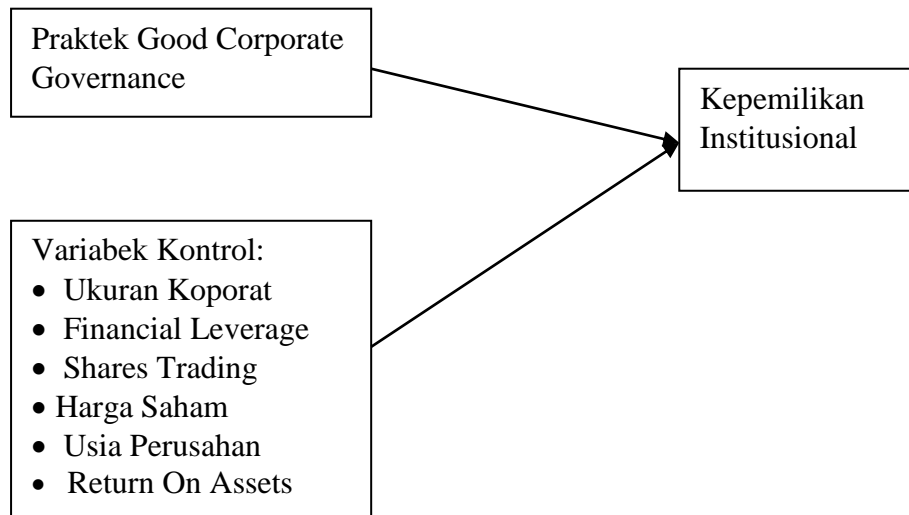 Praktek Good Corporate
Governance
Kepemilikan
Institusional
Variabek Kontrol:
• Ukuran Koporat
• Financial Leverage
• Shares Trading
• Harga Saham
• Usia Perusahan
• Return On Assets